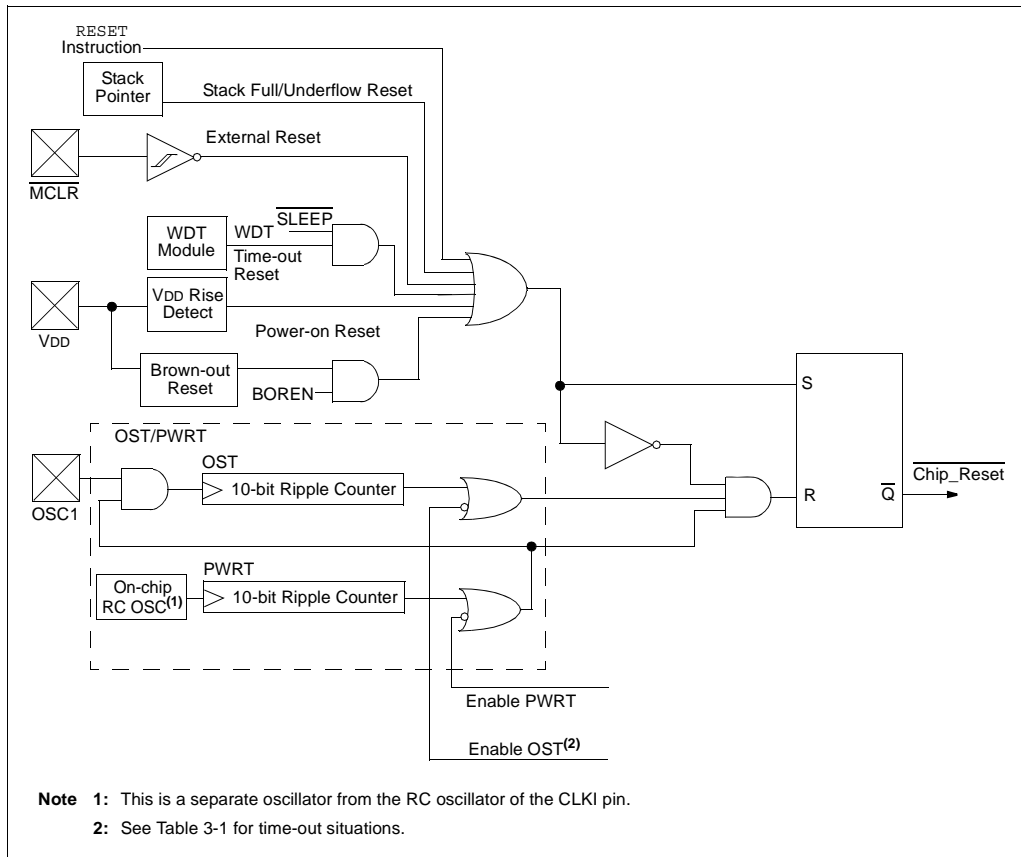 RESET
Instruction
Stack
Pointer
Stack Full/Underflow Reset
External Reset
MCLR
SLEEP
WDT
Module
WDT
Time-out
Reset
VDD Rise
Detect
VDD
Power-on Reset
Brown-out
Reset
BOREN
S
OST/PWRT
OST
10-bit Ripple Counter
OSC1
Chip_Reset
R
Q
PWRT
On-chip
RC OSC(1)
10-bit Ripple Counter
Enable PWRT
Enable OST(2)
Note 1: This is a separate oscillator from the RC oscillator of the CLKI pin.
2: See Table 3-1 for time-out situations.